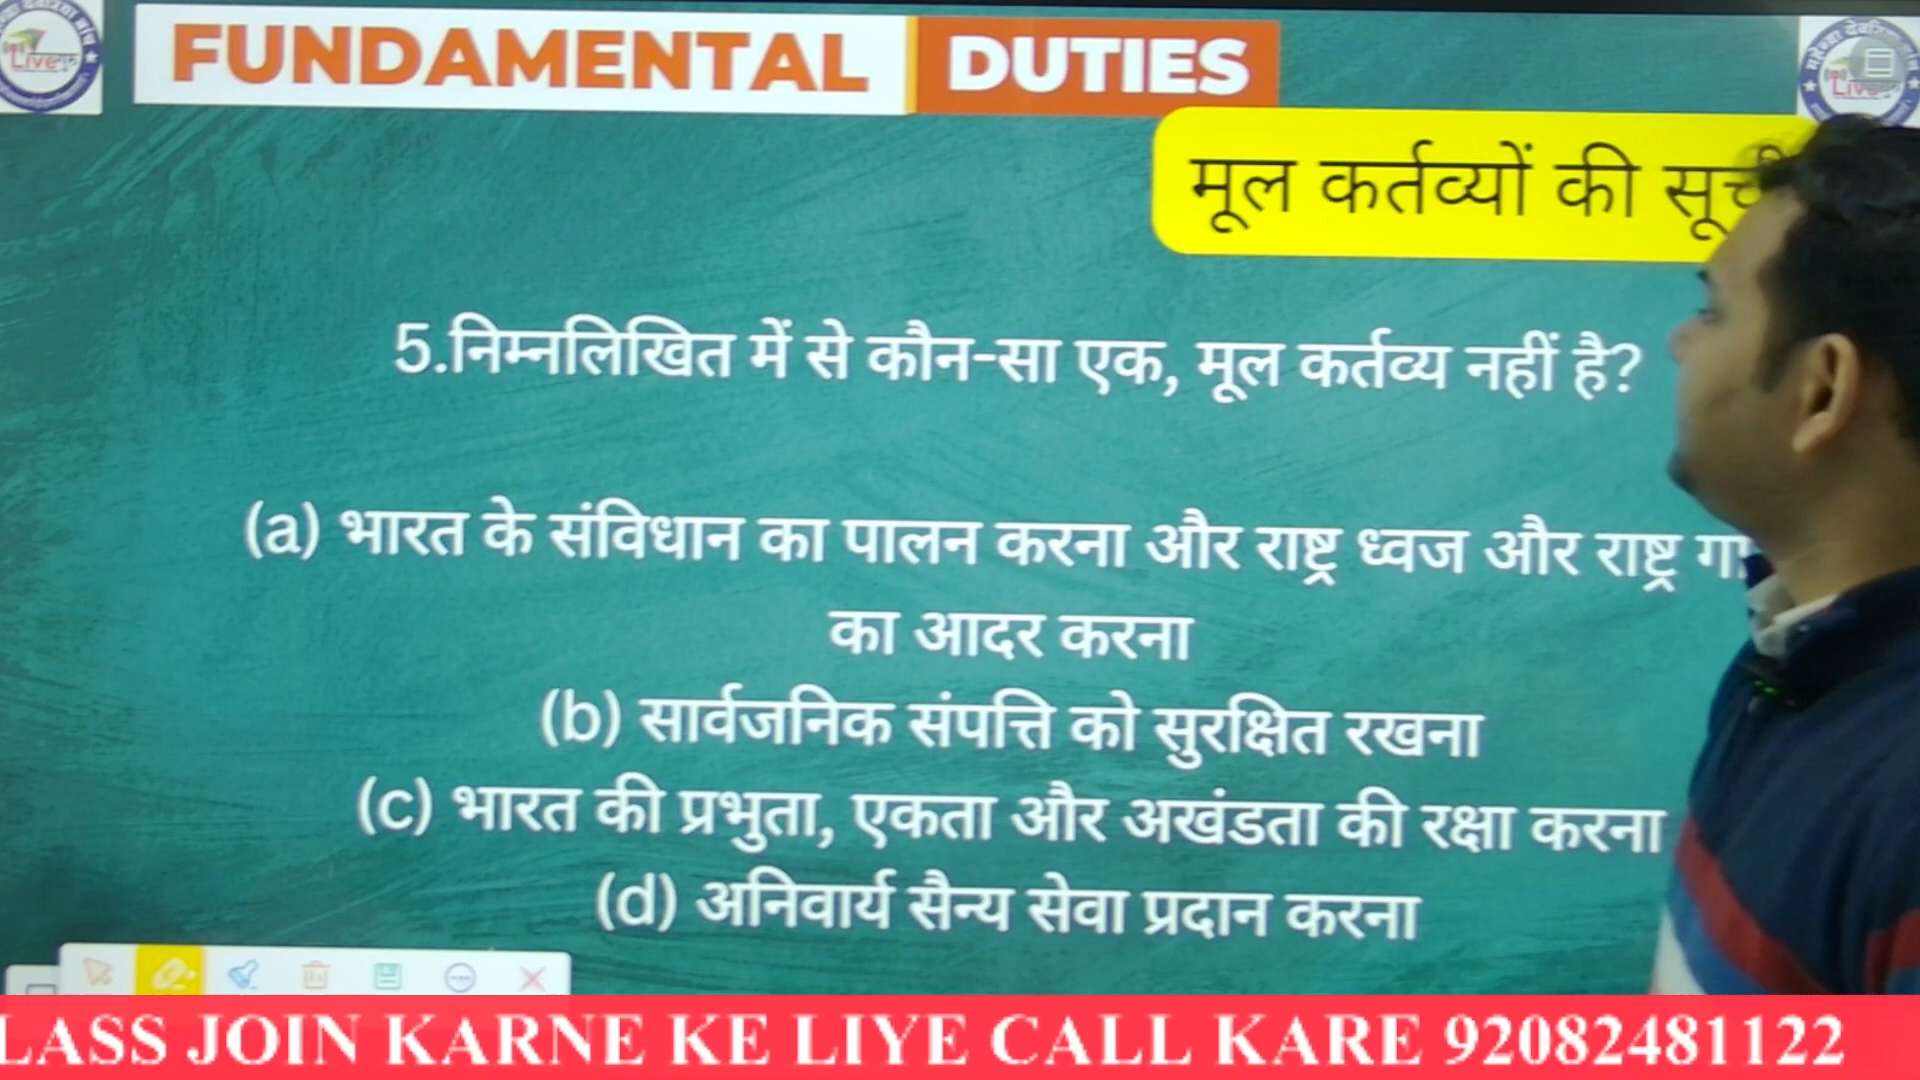 FUNDAMENTAL DUTIES
मूल कर्तव्यों की
5.निम्नलिखित में से कौन-सा एक, मूल कर्तव्य नहीं है?
(a) भारत के संविधान का पालन करना और राष्ट्र ध्वज और राष्ट्र
का आदर करना
(b) सार्वजनिक संपत्ति को सुरक्षित रखना
(c) भारत की प्रभुता, एकता और अखंडता की रक्षा करना
(d) अनिवार्य सैन्य सेवा प्रदान करना
JOIN KARNE KE LIYE CALL KARE 92082481122